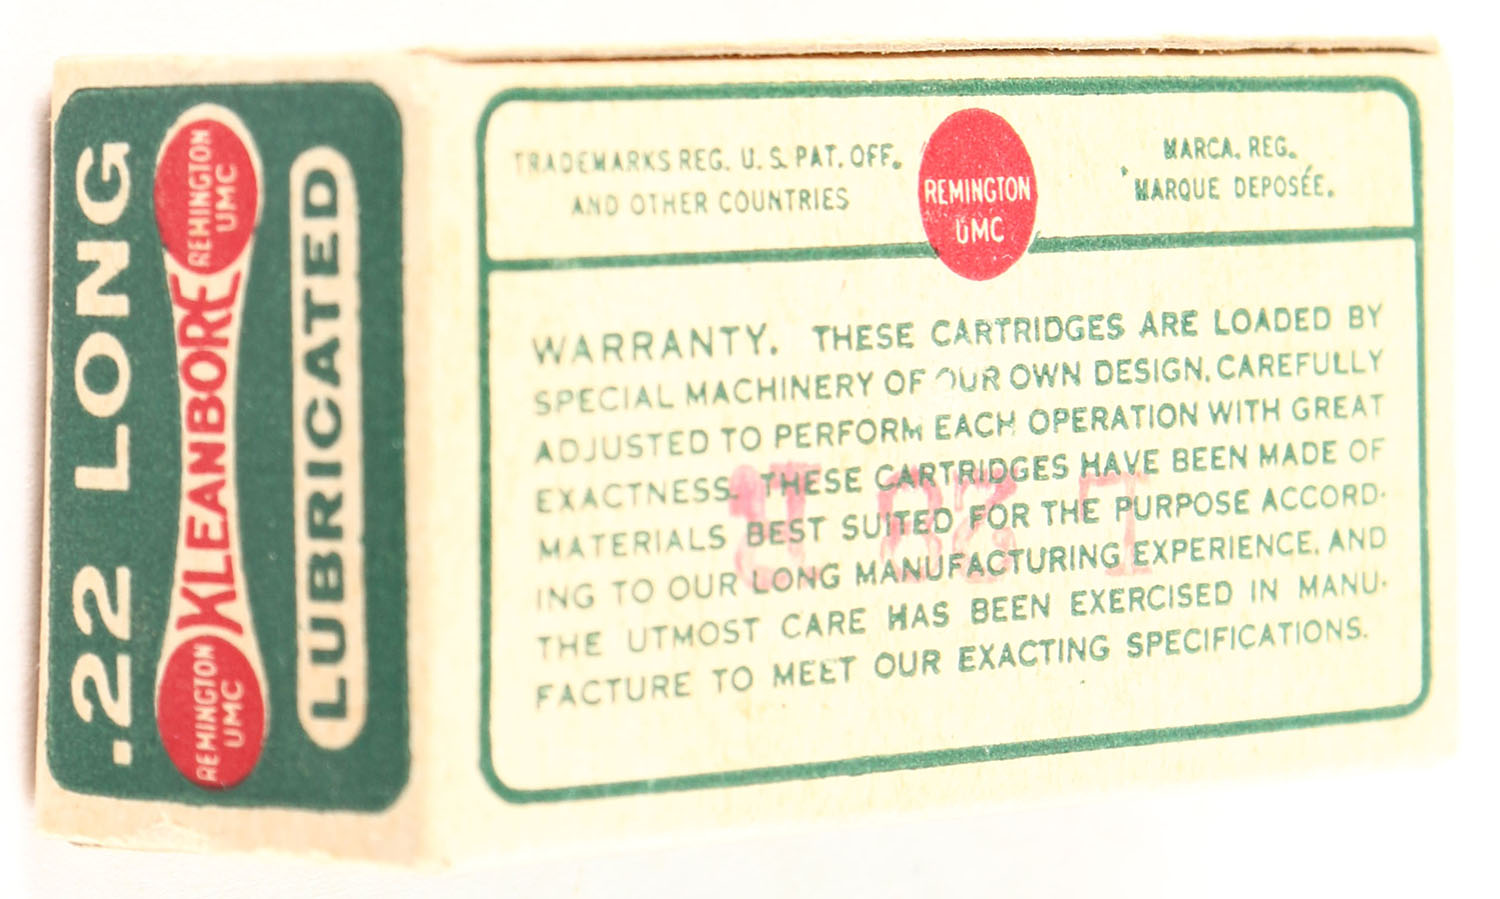 .22 LONG
REMINGTON
UMC
KLEANBORE
REMINGTON
UMC
LUBRICATED
TRADEMARKS REG. U.S. PAT. OFF.
AND OTHER COUNTRIES
REMINGTON
UMC
MARCA. REG.
MARQUE DEPOSÉE.
WARRANTY. THESE CARTRIDGES ARE LOADED BY
SPECIAL MACHINERY OF OUR OWN DESIGN, CAREFULLY
ADJUSTED TO PERFORM EACH OPERATION WITH GREAT
EXACTNESS. THESE CARTRIDGES HAVE BEEN MADE OF
MATERIALS BEST SUITED FOR THE PURPOSE ACCORD-
ING TO OUR LONG MANUFACTURING EXPERIENCE, AND
THE UTMOST CARE HAS BEEN EXERCISED IN MANU-
FACTURE TO MEET OUR EXACTING SPECIFICATIONS.